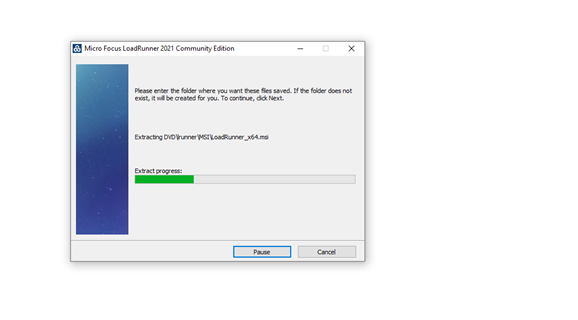 Micro Focus LoadRunner 2021 Community Edition
Please enter the folder where you want these files saved. If the folder does not
exist, it will be created for you. To continue, click Next.
Extracting DVD\lrunner\MSI\LoadRunner_x64.msi
Extract progress:
Pause
Cancel